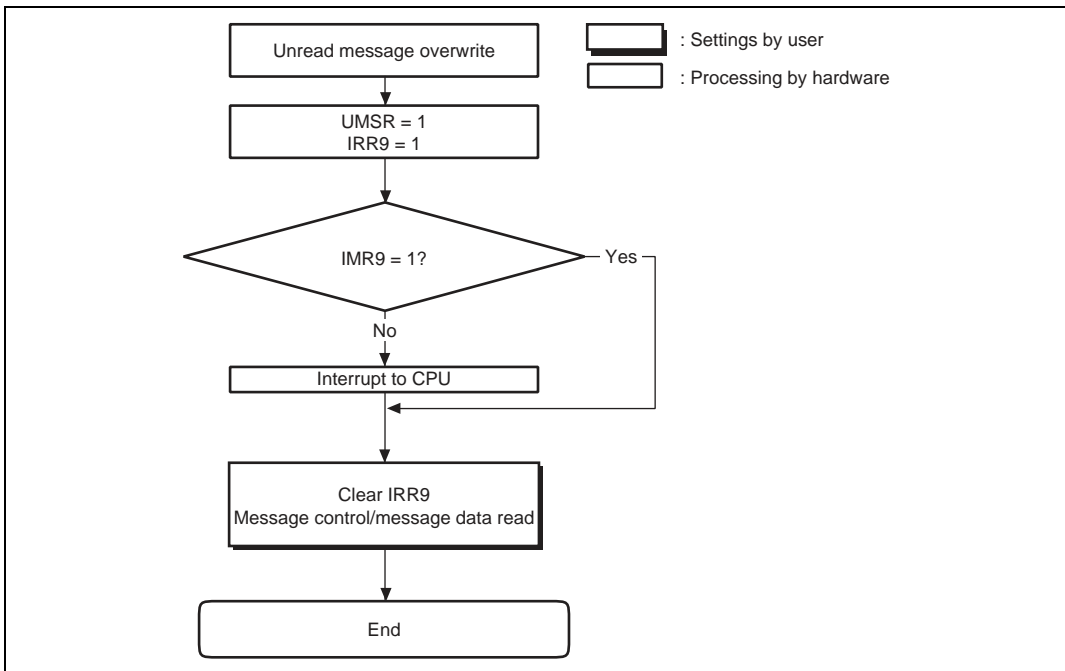 Unread message overwrite
: Settings by user
: Processing by hardware
UMSR = 1
IRR9 = 1
IMR9 = 1?
Yes
No
Interrupt to CPU
Clear IRR9
Message control/message data read
End